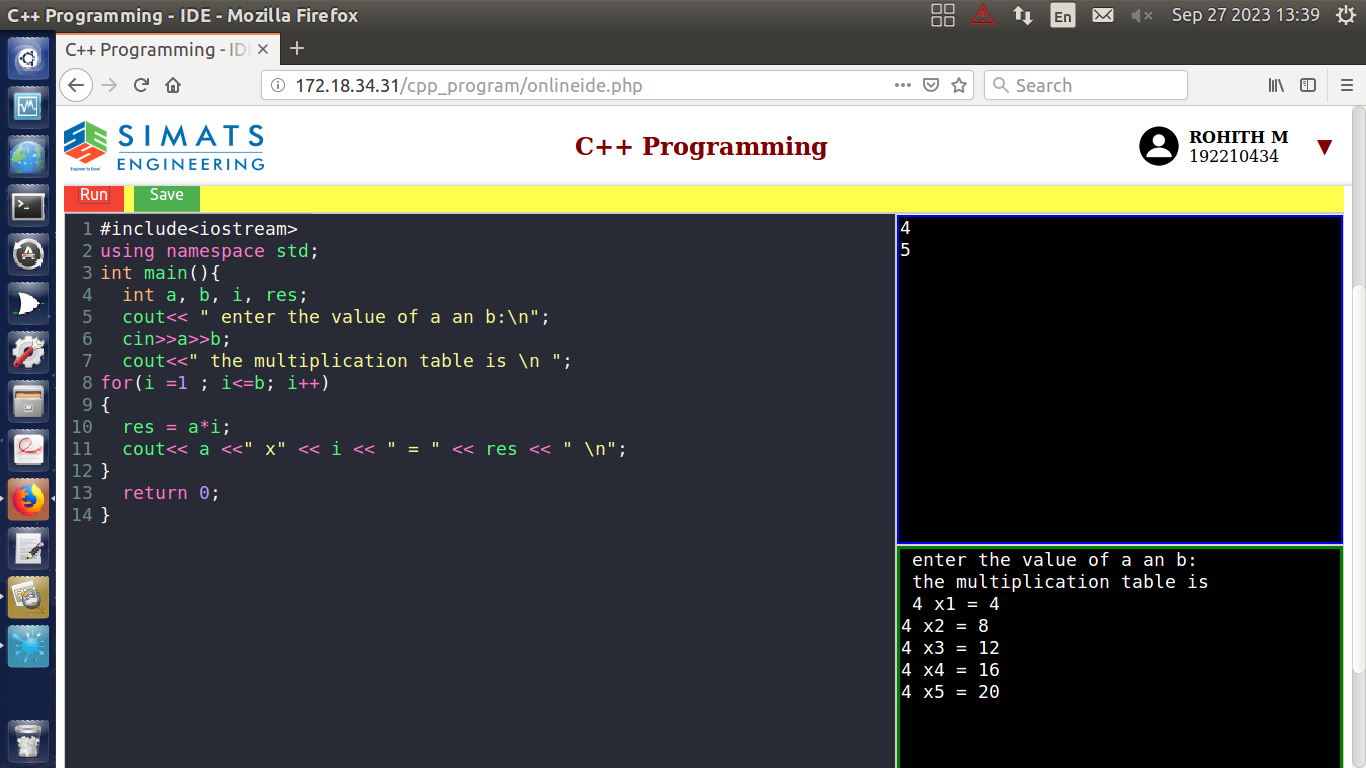 C++ Programming - IDE - Mozilla Firefox
En
Sep 27 2023 13:39
C++ Programming - IDE
172.18.34.31/cpp_program/onlineide.php
Search
SIMATS
ENGINEERING
Engineer to Excel
C++ Programming
ROHITH M
192210434
Run
Save
1 #include<iostream>
2 using namespace std;
3 int main(){
4   int a, b, i, res;
5   cout<< " enter the value of a an b:\n";
6   cin>>a>>b;
7   cout<<" the multiplication table is \n ";
8 for(i =1 ; i<=b; i++)
9 {
10   res = a*i;
11   cout<< a <<" x" << i << " = " << res << " \n";
12 }
13   return 0;
14 }
4
5
enter the value of a an b:
the multiplication table is
4 x1 = 4
4 x2 = 8
4 x3 = 12
4 x4 = 16
4 x5 = 20